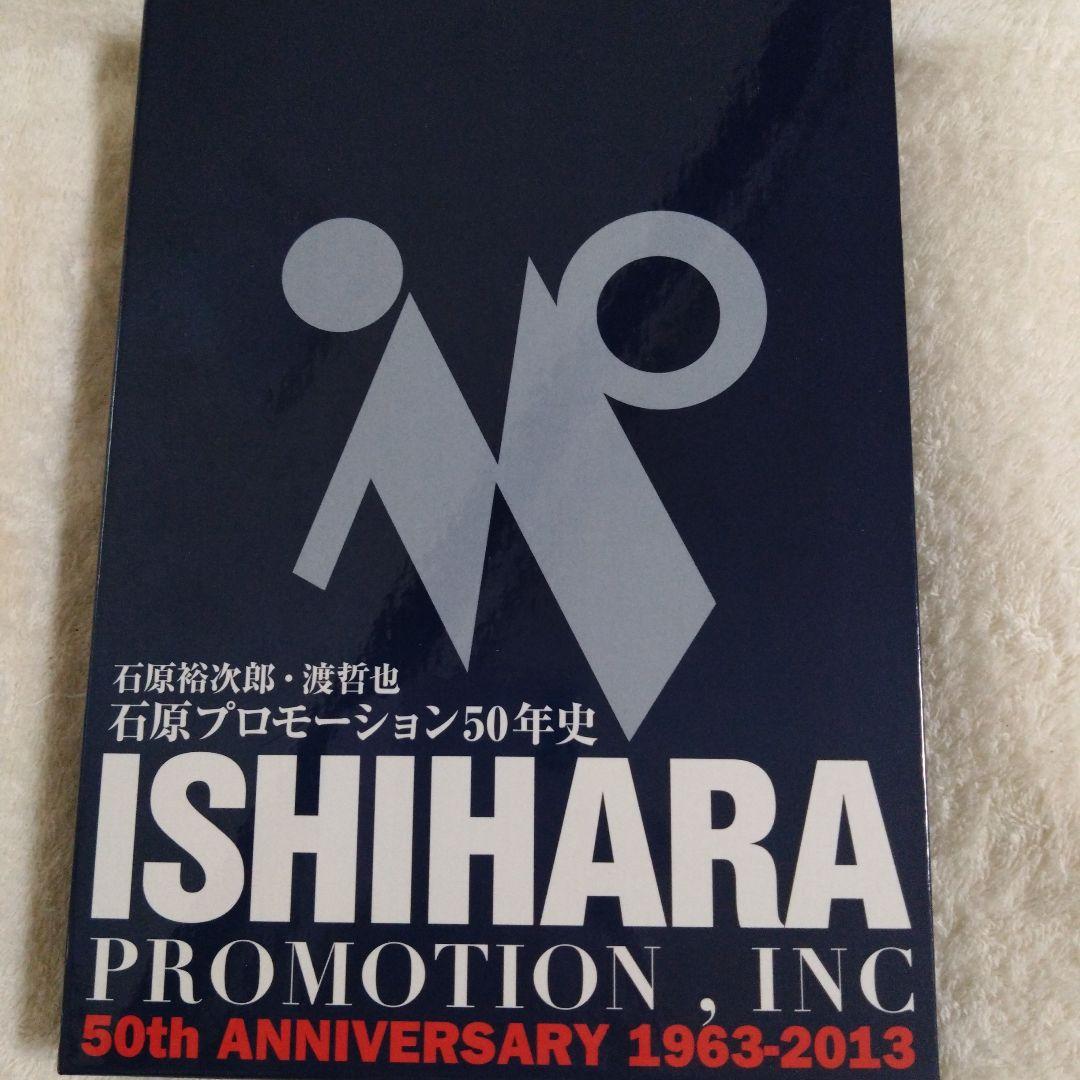 石原裕次郎・渡哲也
石原プロモーション50年史
ISHIHARA
PROMOTION , INC
50th ANNIVERSARY 1963-2013